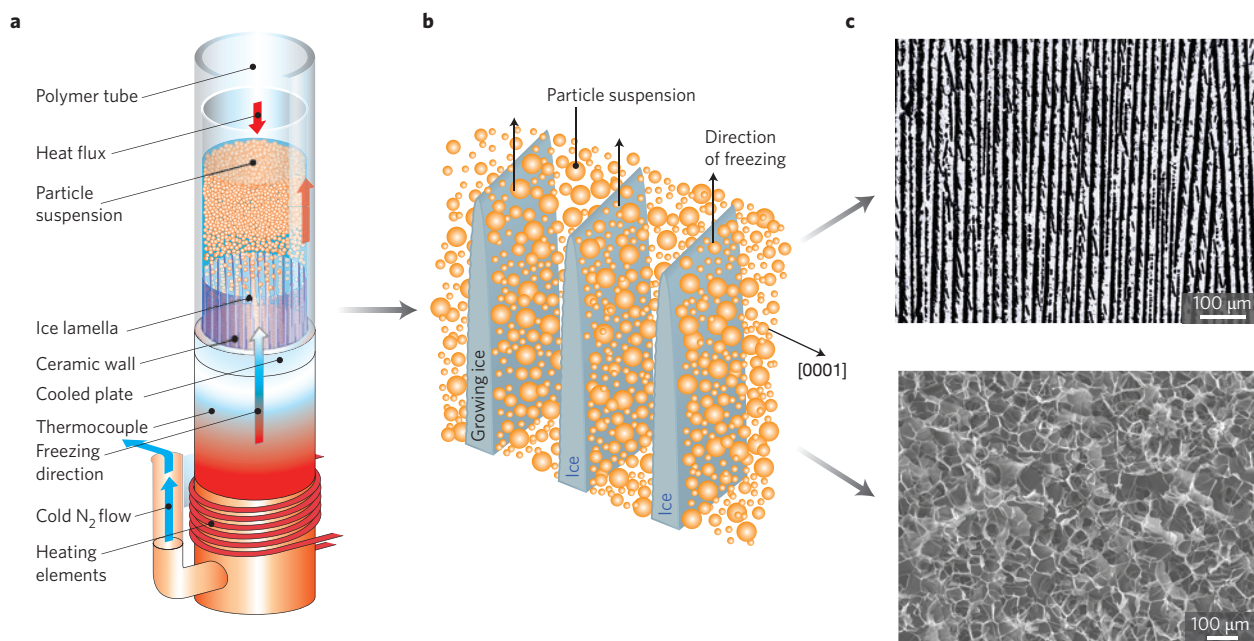 a
Polymer tube
Heat flux
Particle
suspension
Ice lamella
Ceramic wall
Cooled plate
Thermocouple
Freezing
direction
Cold N₂ flow
Heating
elements
b
Particle suspension
Direction
of freezing
[0001]
Growing ice
Ice
Ice
c
100 µm
100 µm